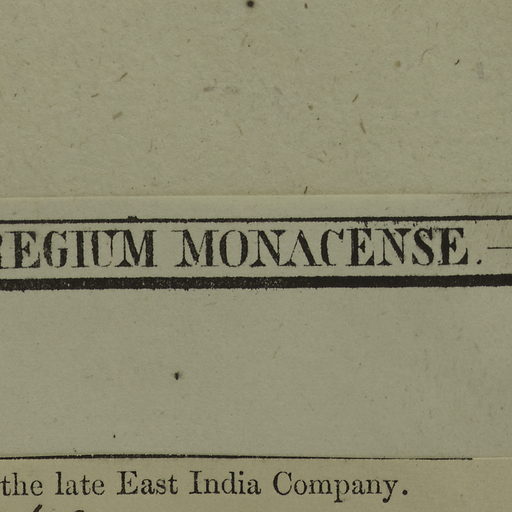 REGIUM MONACENSE.—
the late East India Company.